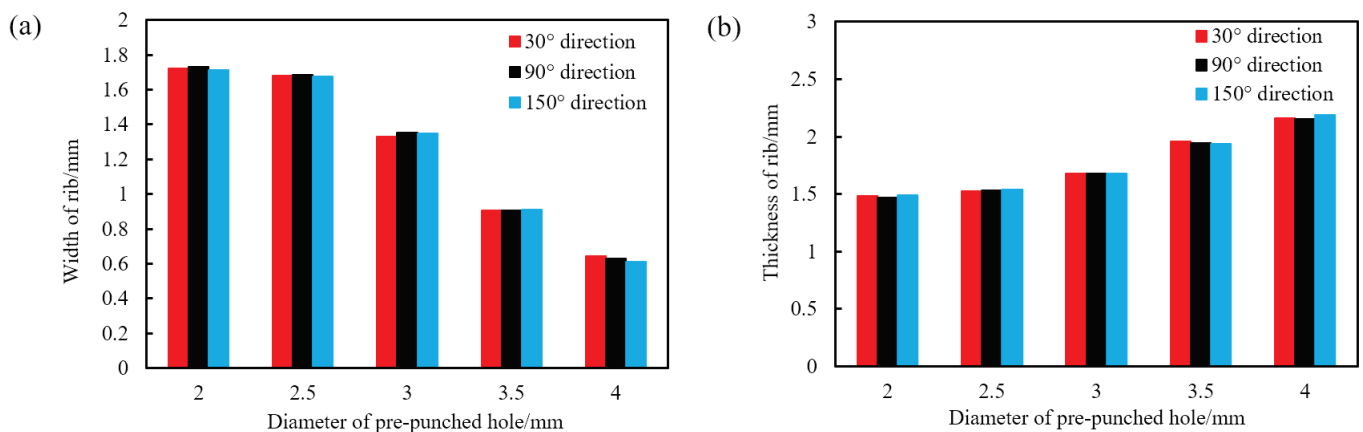 (a)
Width of rib/mm
2
1.8
1.6
1.4
1.2
1
0.8
0.6
0.4
0.2
0
30° direction
90° direction
150° direction
2 2.5 3 3.5 4
Diameter of pre-punched hole/mm
(b)
Thickness of rib/mm
3
2.5
2
1.5
1
0.5
0
30° direction
90° direction
150° direction
2 2.5 3 3.5 4
Diameter of pre-punched hole/mm